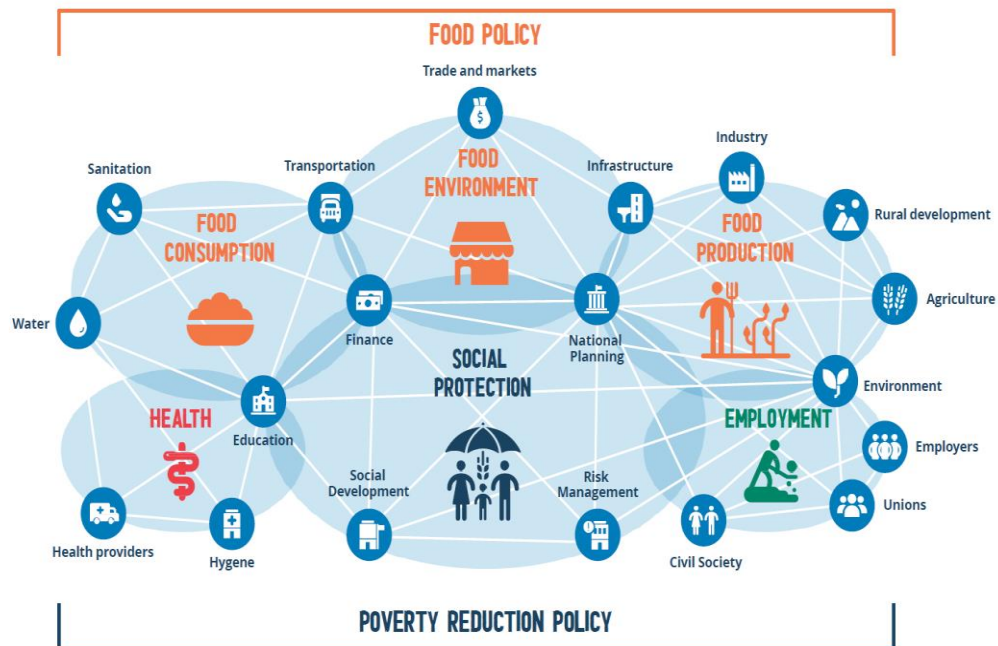 FOOD POLICY
Trade and markets
Industry
Sanitation
Transportation
FOOD
ENVIRONMENT
Infrastructure
Rural development
FOOD
CONSUMPTION
FOOD
PRODUCTION
Agriculture
Water
Finance
National
Planning
SOCIAL
PROTECTION
Environment
HEALTH
Education
EMPLOYMENT
Employers
Social
Development
Risk
Management
Unions
Health providers
Hygene
Civil Society
POVERTY REDUCTION POLICY